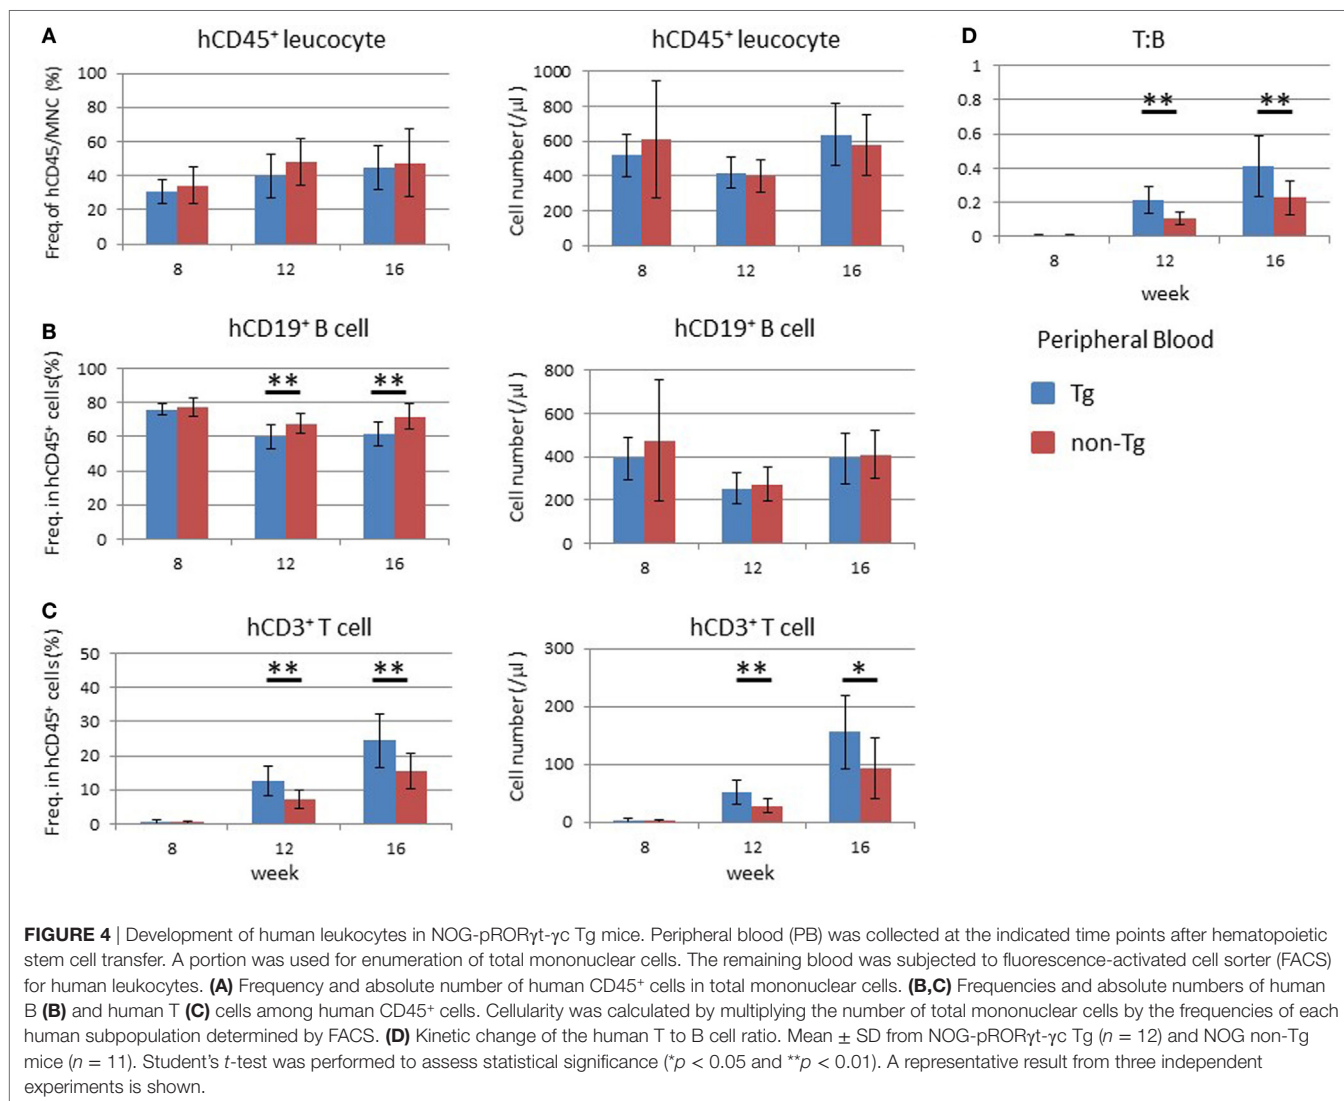 A
hCD45⁺ leucocyte
Freq. of hCD45/MNC (%)
100
80
60
40
20
0
8
12
16
hCD45⁺ leucocyte
Cell number (/μl)
1000
800
600
400
200
0
8
12
16
D
T:B
1
0.8
0.6
0.4
0.2
0
**
**
8
12
16
week
B
hCD19⁺ B cell
Freq. in hCD45⁺ cells(%)
100
80
60
40
20
0
**
**
8
12
16
hCD19⁺ B cell
Cell number (/μl)
800
600
400
200
0
8
12
16
Peripheral Blood
Tg
non-Tg
C
hCD3⁺ T cell
Freq. in hCD45⁺ cells(%)
50
40
30
20
10
0
**
**
8
12
16
week
hCD3⁺ T cell
Cell number (/μl)
300
200
100
0
**
*
8
12
16
FIGURE 4 | Development of human leukocytes in NOG-pRORγt-γc Tg mice. Peripheral blood (PB) was collected at the indicated time points after hematopoietic
stem cell transfer. A portion was used for enumeration of total mononuclear cells. The remaining blood was subjected to fluorescence-activated cell sorter (FACS)
for human leukocytes. (A) Frequency and absolute number of human CD45⁺ cells in total mononuclear cells. (B,C) Frequencies and absolute numbers of human
B (B) and human T (C) cells among human CD45⁺ cells. Cellularity was calculated by multiplying the number of total mononuclear cells by the frequencies of each
human subpopulation determined by FACS. (D) Kinetic change of the human T to B cell ratio. Mean ± SD from NOG-pRORγt-γc Tg (n = 12) and NOG non-Tg
mice (n = 11). Student's t-test was performed to assess statistical significance (*p < 0.05 and **p < 0.01). A representative result from three independent
experiments is shown.